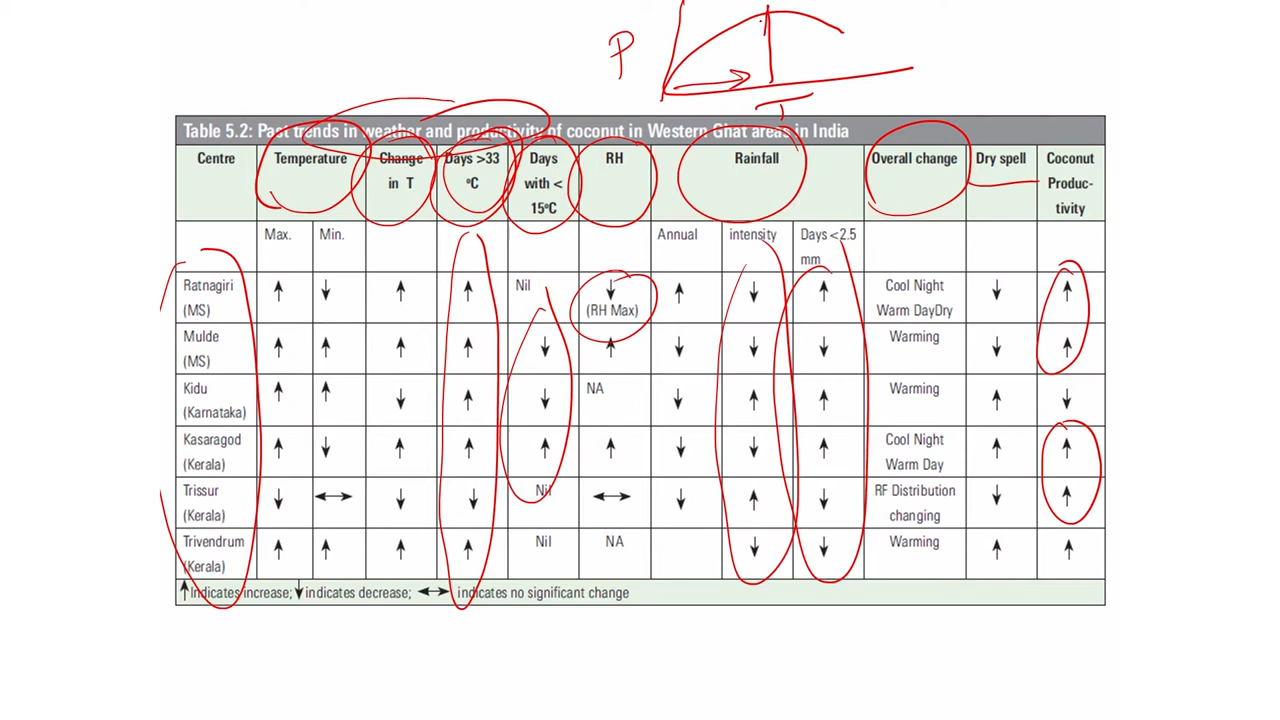 P
T
Table 5.2: Past trends in weather and productivity of coconut in Western Ghat areas in India
Centre Temperature Change in T Days >33 ºC Days with < 15ºC RH Rainfall Overall change Dry spell Coconut Produc-tivity
Max. Min. Annual intensity Days <2.5 mm
Ratnagiri (MS) ↑ ↓ ↑ ↑ Nil ↓ (RH Max) ↑ ↓ ↑ Cool Night Warm DayDry ↓ ↑
Mulde (MS) ↑ ↑ ↑ ↑ ↓ ↑ ↓ ↓ ↓ Warming ↓ ↑
Kidu (Karnataka) ↑ ↑ ↓ ↑ ↓ NA ↓ ↑ ↑ Warming ↑ ↓
Kasaragod (Kerala) ↑ ↓ ↑ ↑ ↑ ↑ ↓ ↓ ↑ Cool Night Warm Day ↑ ↑
Trissur (Kerala) ↓ ↔ ↓ ↓ Nil ↔ ↓ ↑ ↓ RF Distribution changing ↓ ↑
Trivendrum (Kerala) ↑ ↑ ↑ ↑ Nil NA ↓ ↓ Warming ↑ ↑
↑ Indicates increase; ↓ indicates decrease; ↔ indicates no significant change